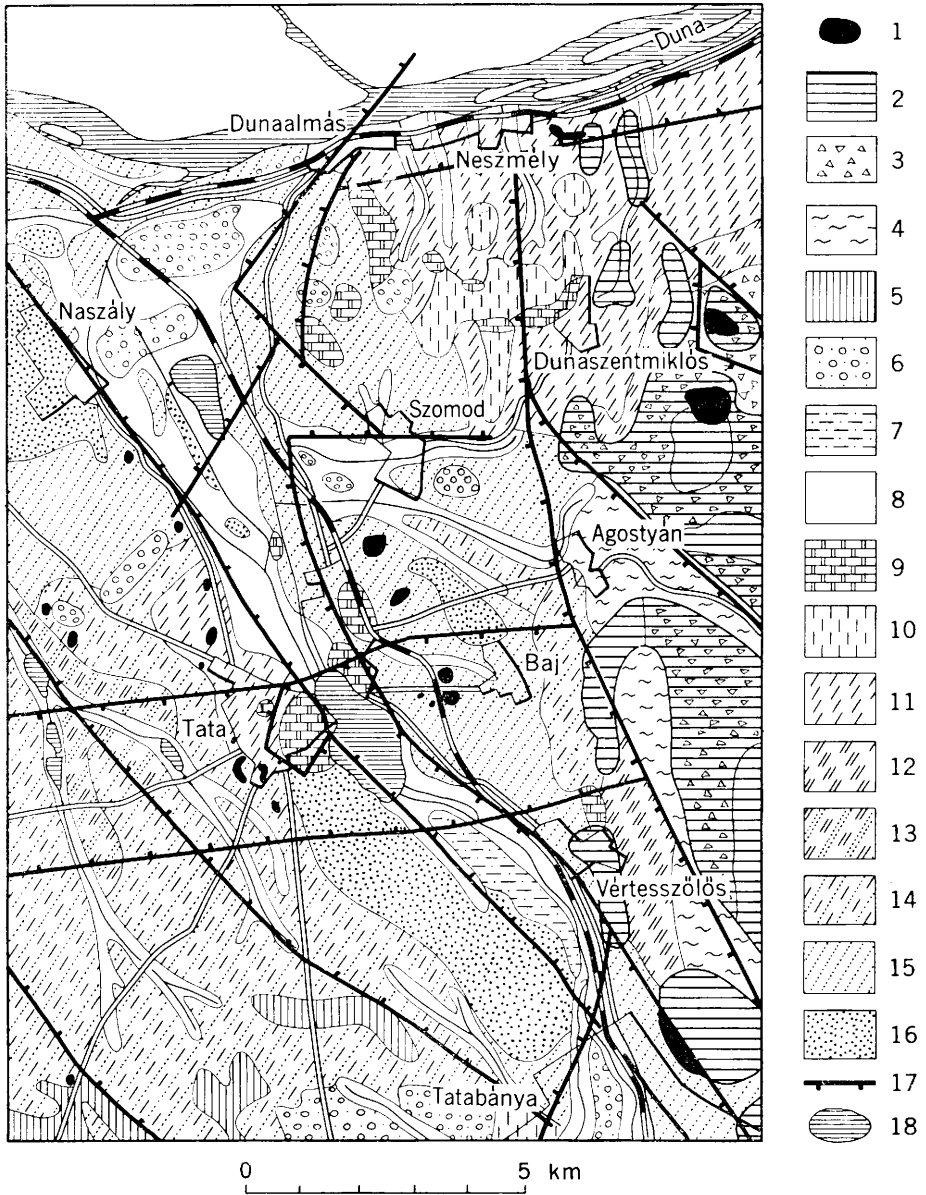 Duna
Dunaalmás
Neszmély
Naszály
Dunaszentmiklós
Szomod
Agostyán
Baj
Tata
Vértesszölös
Tatabánya
1
2
3
4
5
6
7
8
9
10
11
12
13
14
15
16
17
18
0 5 km